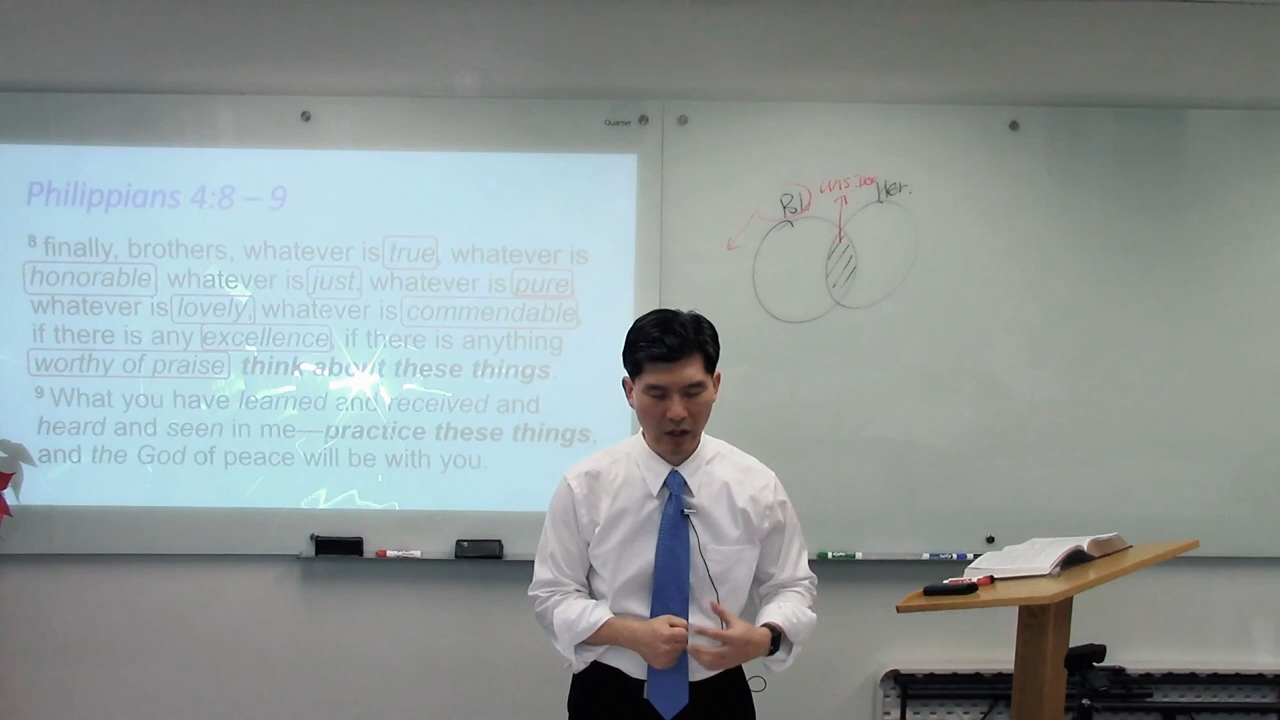 Quartet
Philippians 4:8 – 9
8 finally, brothers, whatever is true, whatever is
honorable, whatever is just, whatever is pure,
whatever is lovely, whatever is commendable,
if there is any excellence, if there is anything
worthy of praise think about these things.
9 What you have learned and received and
heard and seen in me—practice these things,
and the God of peace will be with you.
Her.